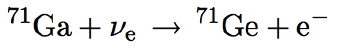 ⁷¹Ga + νₑ → ⁷¹Ge + e⁻